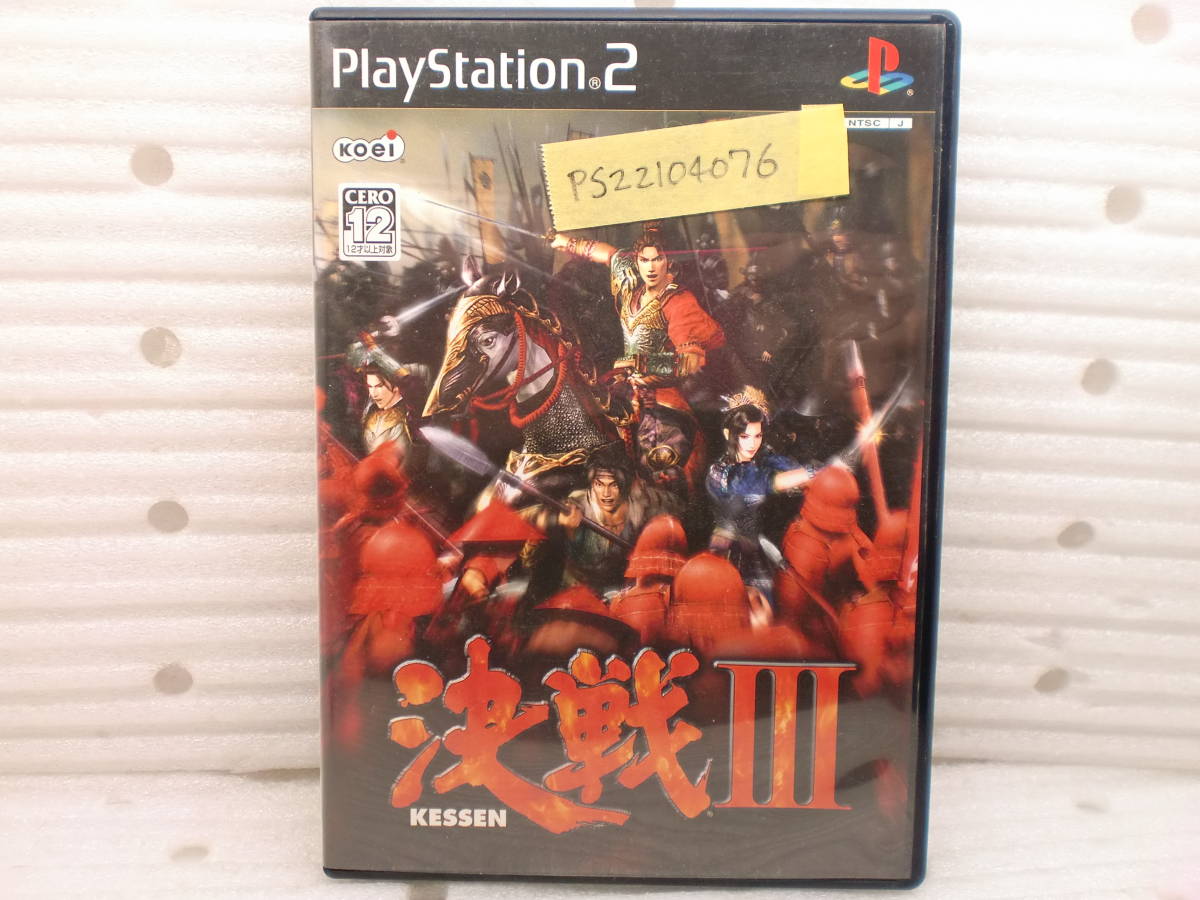 PlayStation®2
NTSC J
Koei
PS22104076
CERO
12
12才以上対象
決戦III
KESSEN